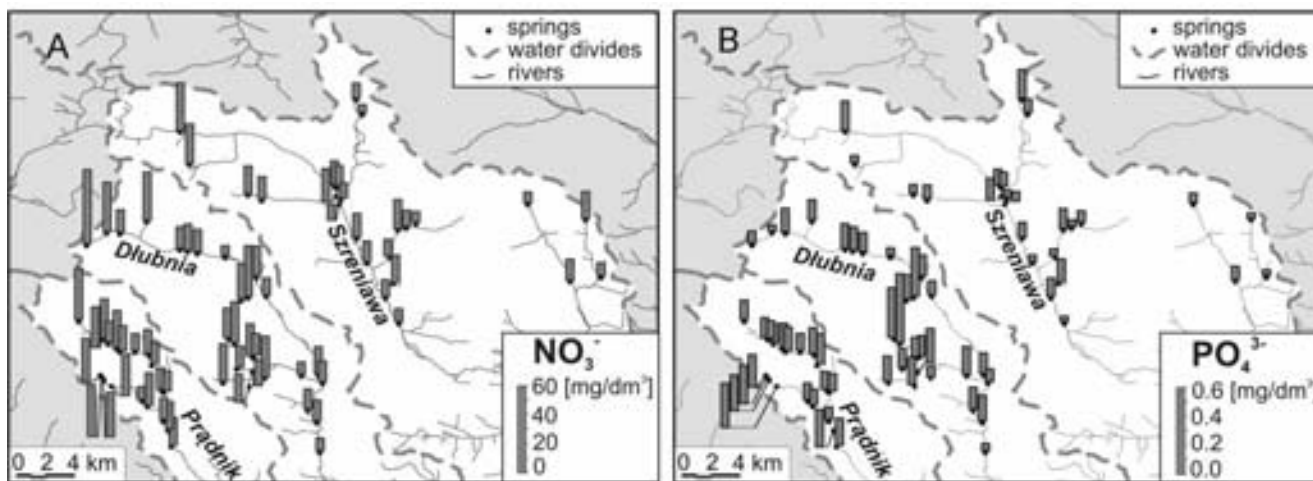 A
springs
water divides
rivers
Dłubnia
Szreniawa
Prądnik
NO₃⁻
60 [mg/dm³]
40
20
0
0 2 4 km
B
springs
water divides
rivers
Dłubnia
Szreniawa
Prądnik
PO₄³⁻
0.6 [mg/dm³]
0.4
0.2
0.0
0 2 4 km